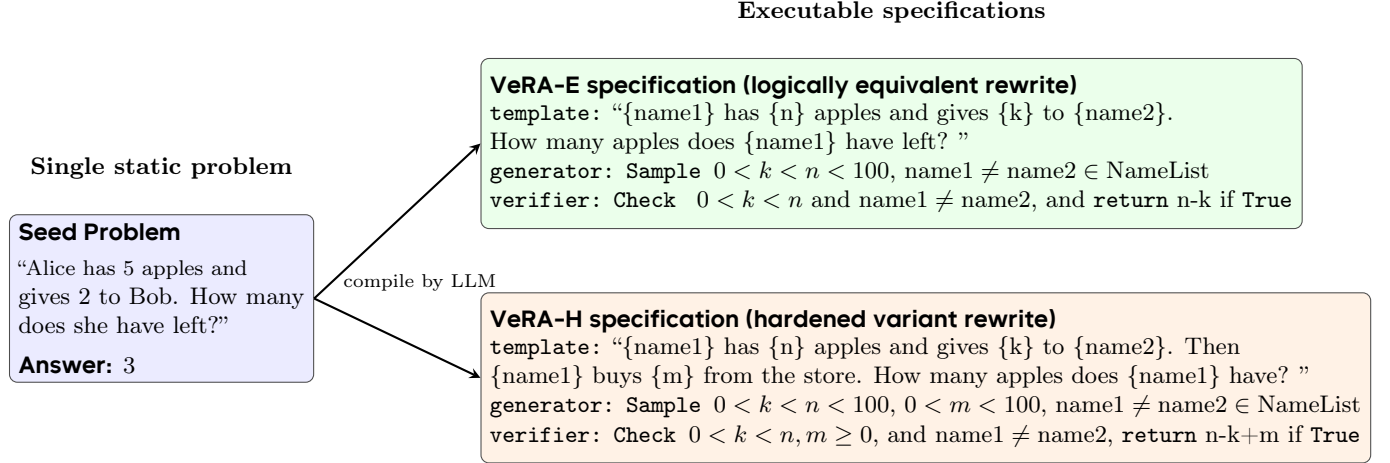 Executable specifications
Single static problem
Seed Problem
“Alice has 5 apples and
gives 2 to Bob. How many
does she have left?”
Answer: 3
compile by LLM
VeRA-E specification (logically equivalent rewrite)
template: “{name1} has {n} apples and gives {k} to {name2}.
How many apples does {name1} have left? ”
generator: Sample 0 < k < n < 100, name1 ≠ name2 ∈ NameList
verifier: Check 0 < k < n and name1 ≠ name2, and return n-k if True
VeRA-H specification (hardened variant rewrite)
template: “{name1} has {n} apples and gives {k} to {name2}. Then
{name1} buys {m} from the store. How many apples does {name1} have? ”
generator: Sample 0 < k < n < 100, 0 < m < 100, name1 ≠ name2 ∈ NameList
verifier: Check 0 < k < n, m ≥ 0, and name1 ≠ name2, return n-k+m if True